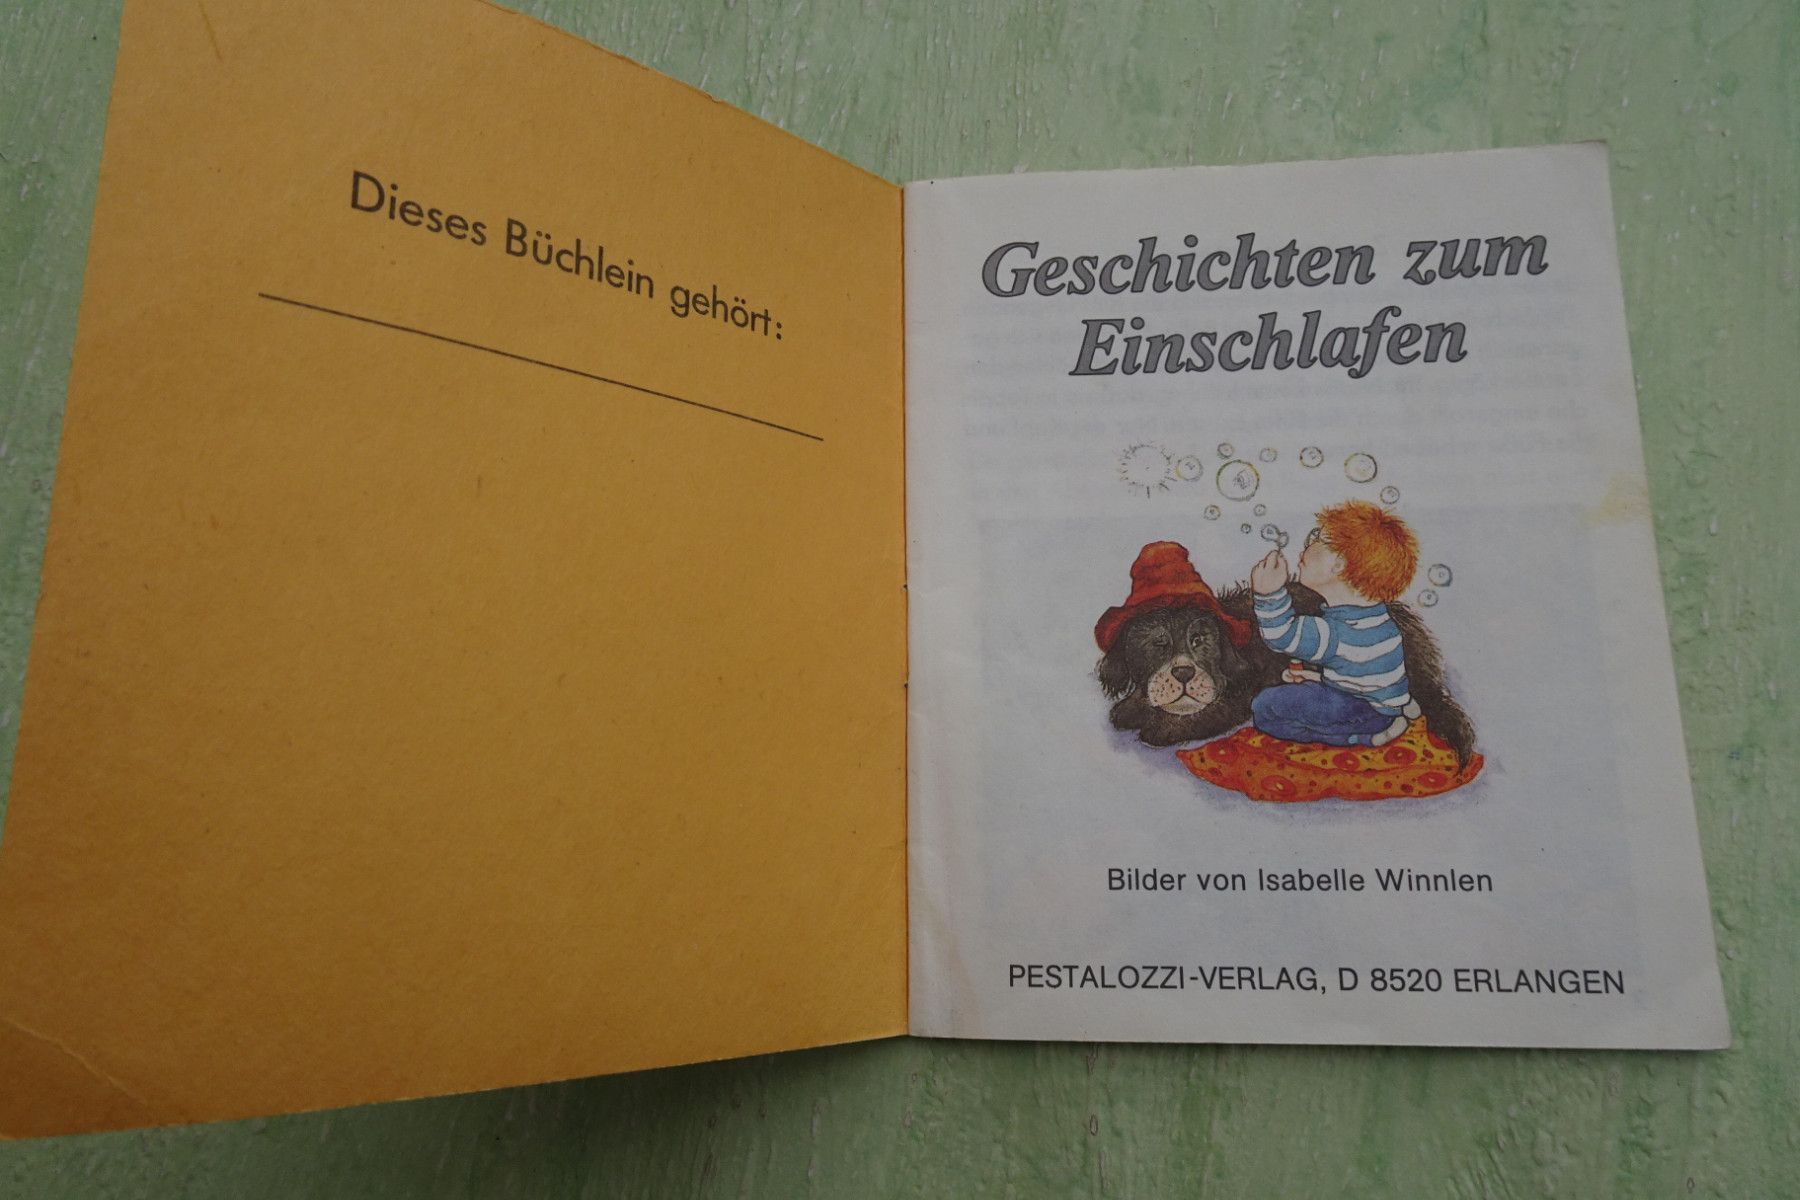 Dieses Büchlein gehört:
Geschichten zum
Einschlafen
Bilder von Isabelle Winnlen
PESTALOZZI-VERLAG, D 8520 ERLANGEN